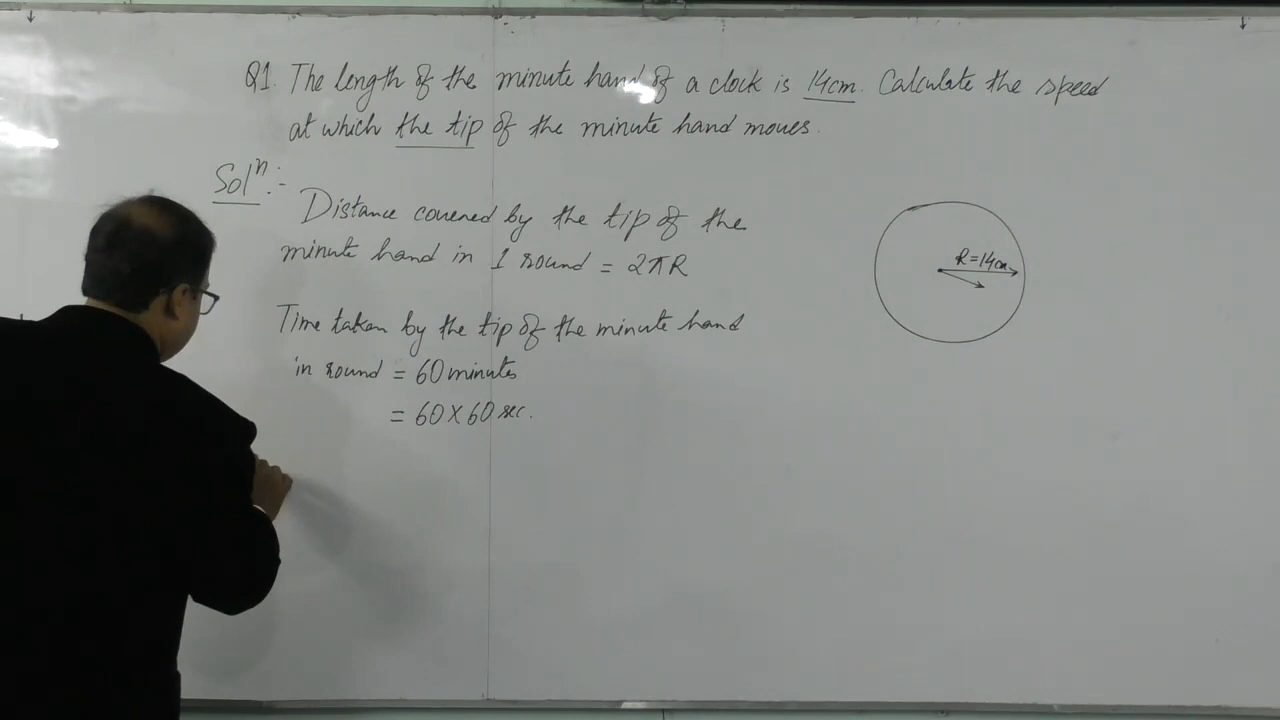 Q1. The length of the minute hand of a clock is 14cm. Calculate the speed
at which the tip of the minute hand moves.
Solⁿ:-
Distance covered by the tip of the
minute hand in 1 round = 2πR
R=14cm
Time taken by the tip of the minute hand
in round = 60 minutes
= 60 X 60 sec.